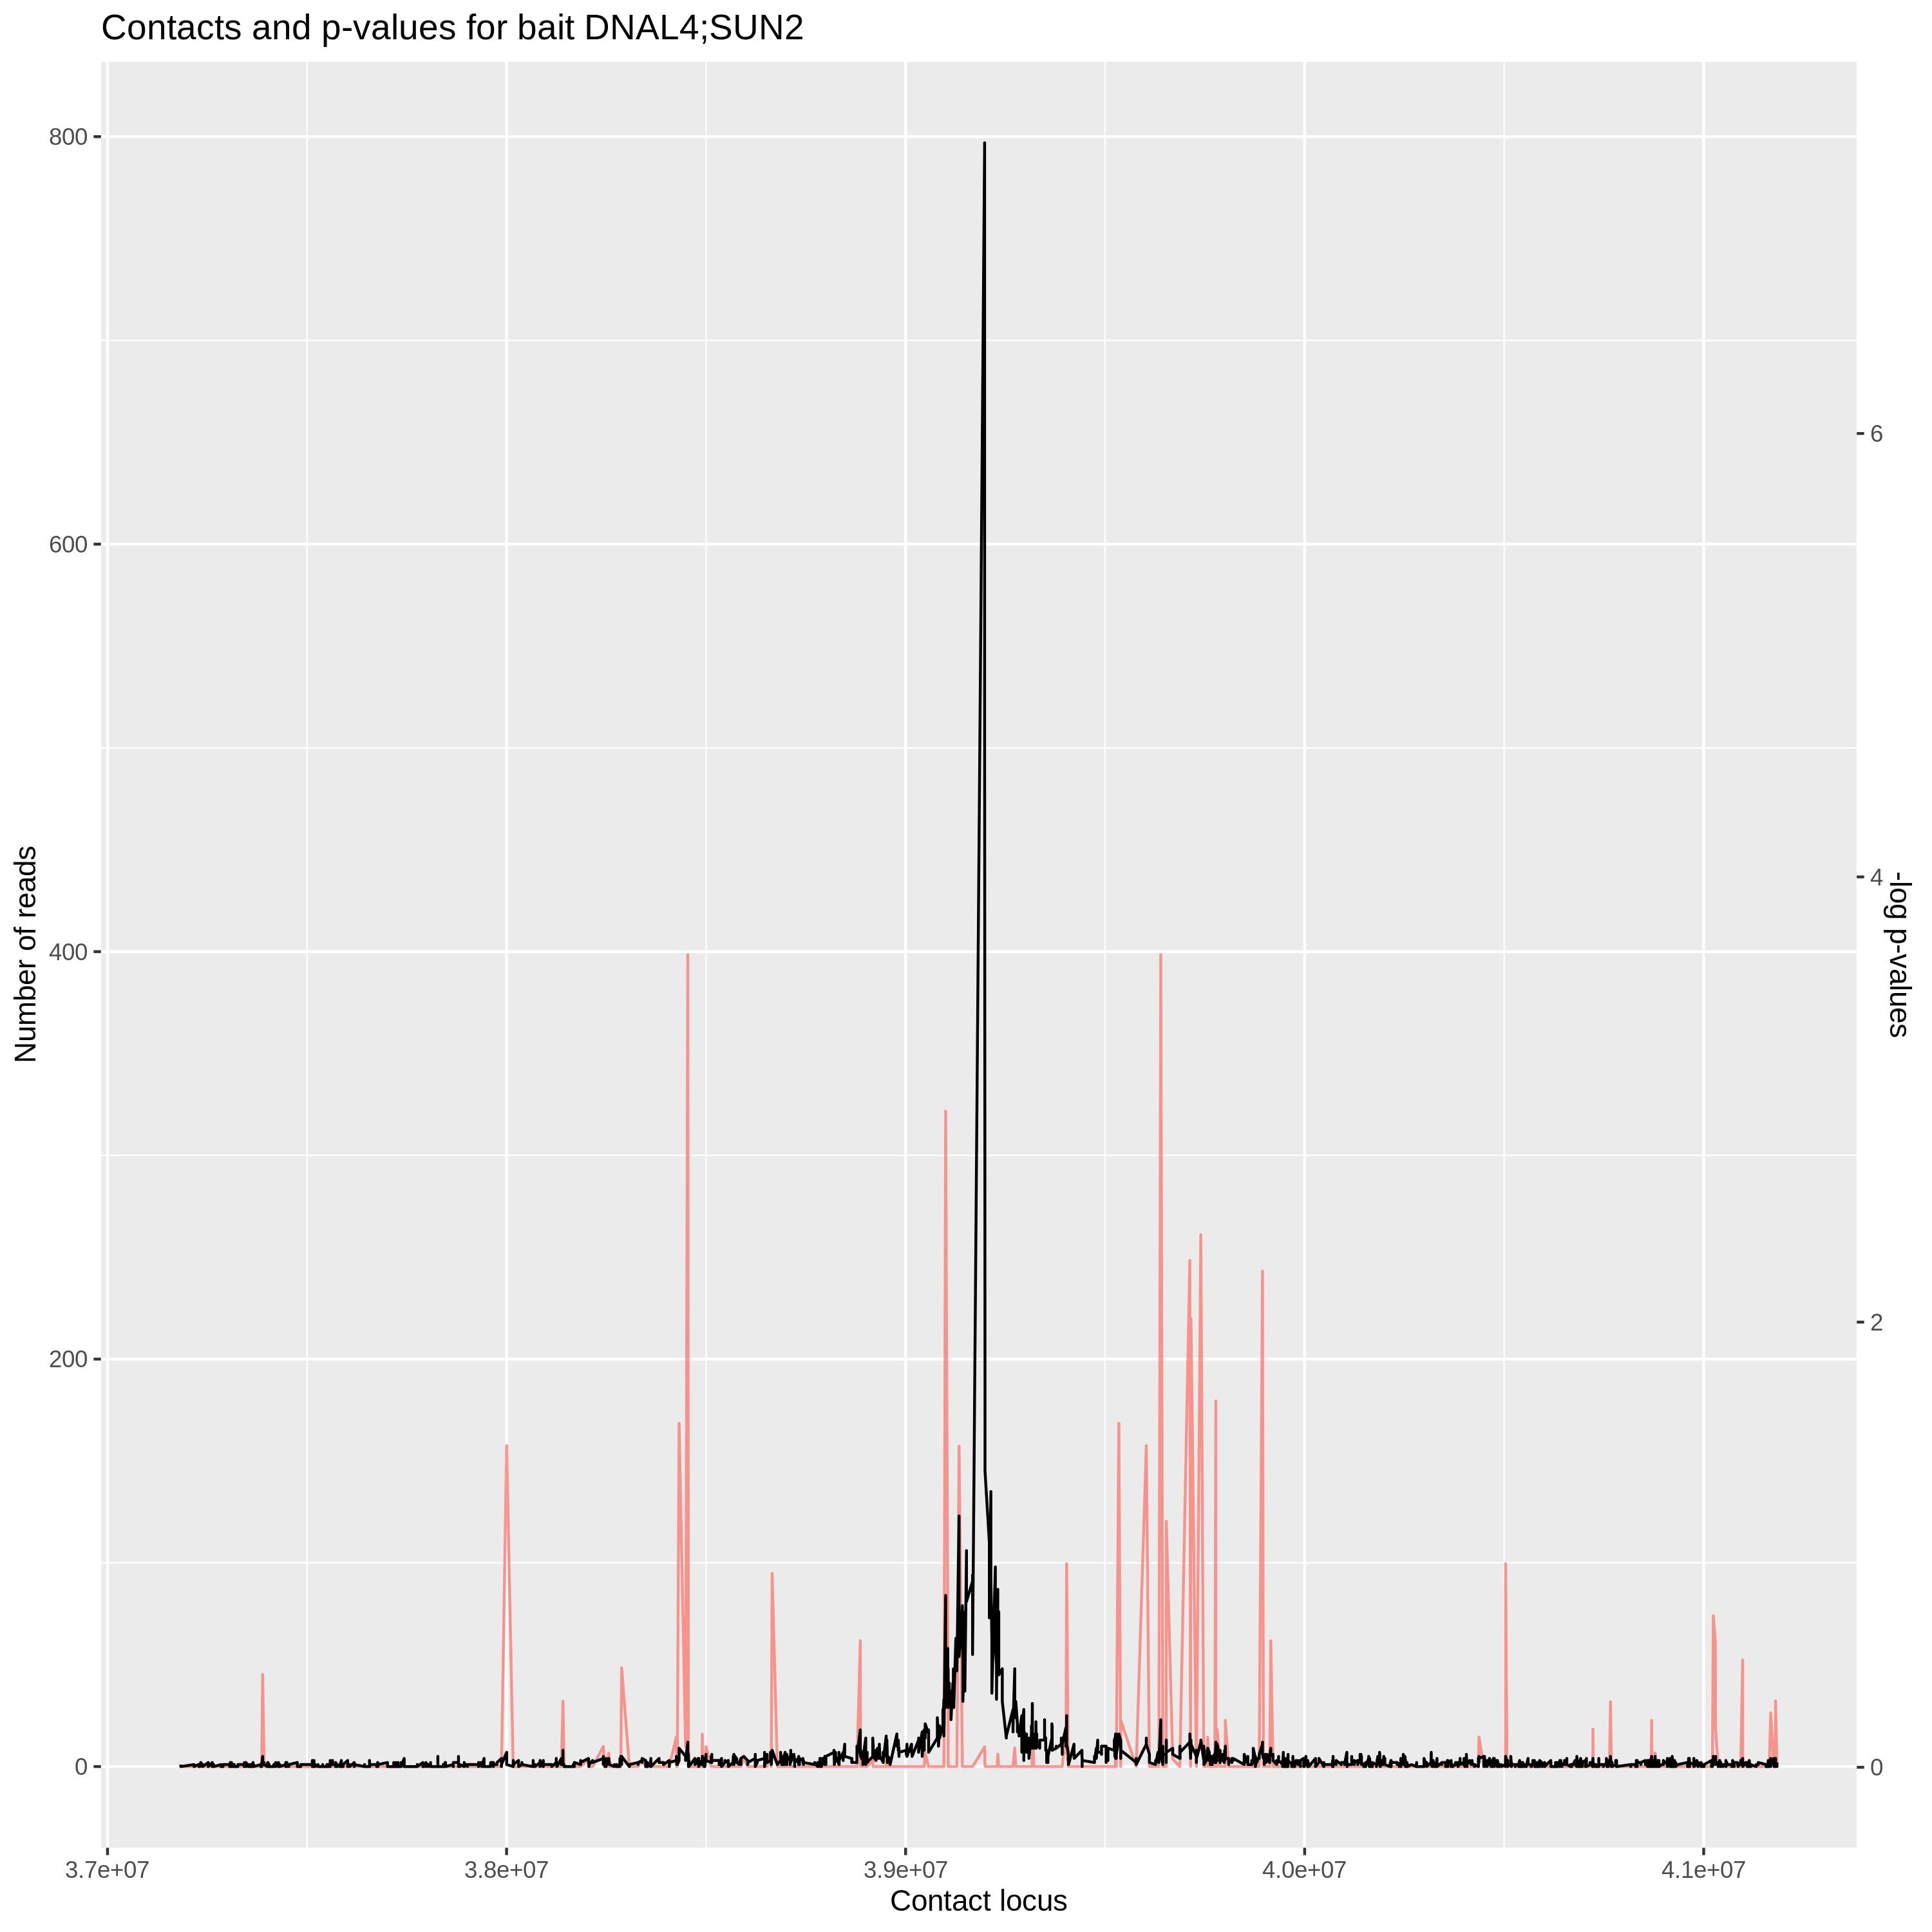 Contacts and p-values for bait DNAL4;SUN2
800
600
400
200
0
Number of reads
6
4
2
0
-log p-values
3.7e+07
3.8e+07
3.9e+07
4.0e+07
4.1e+07
Contact locus